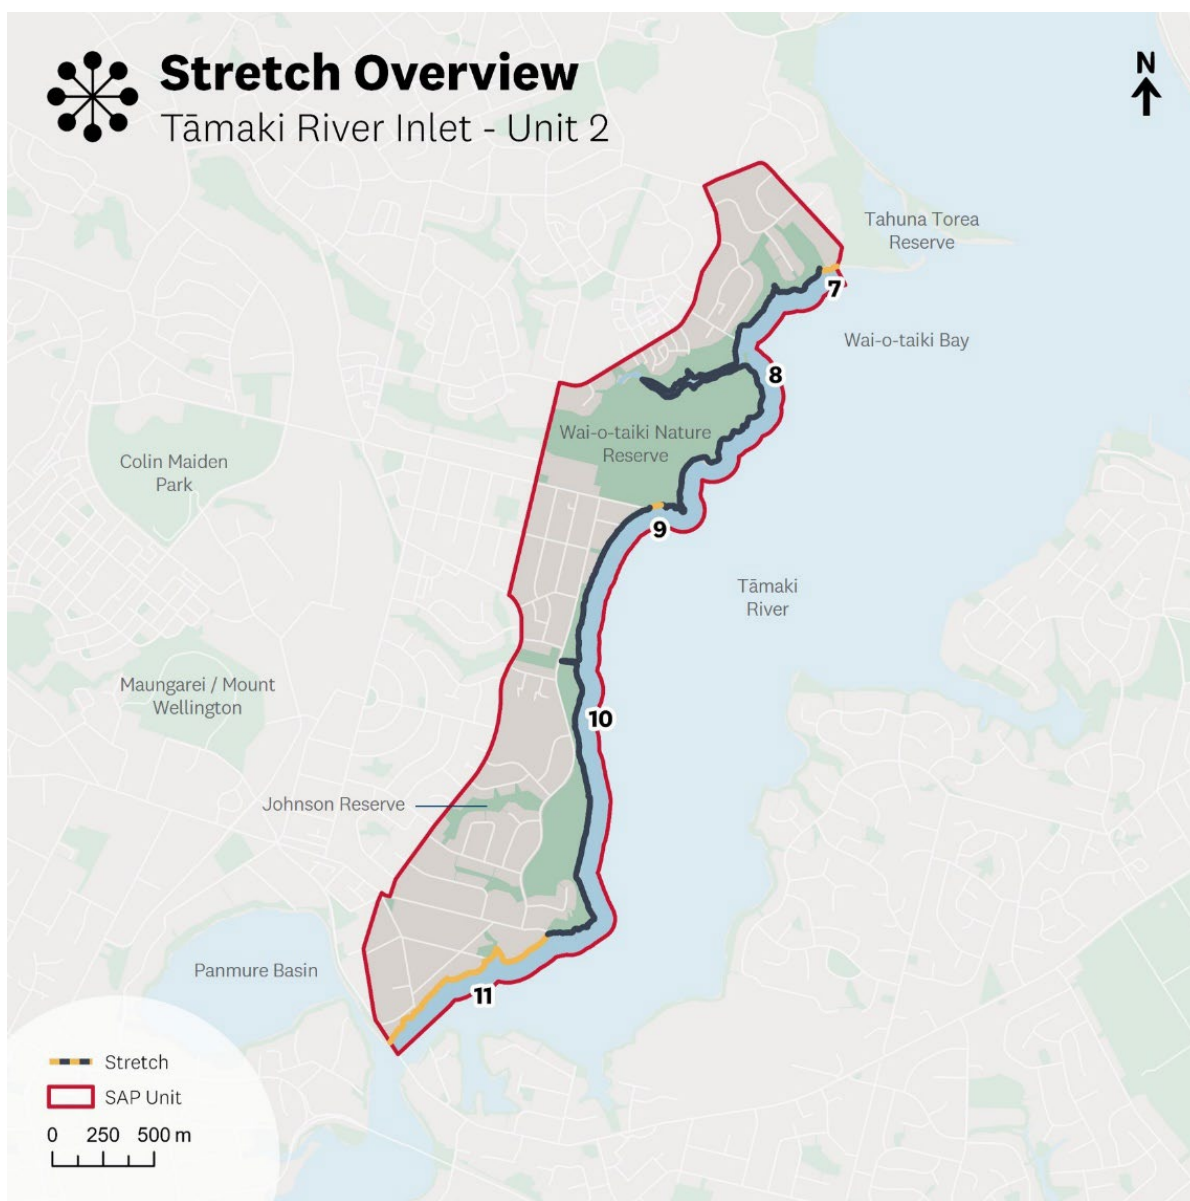 Stretch Overview
Tāmaki River Inlet - Unit 2
N
Tahuna Torea
Reserve
7
Wai-o-taiki Bay
8
Wai-o-taiki Nature
Reserve
Colin Maiden
Park
9
Tāmaki
River
Maungarei / Mount
Wellington
10
Johnson Reserve
Panmure Basin
11
Stretch
SAP Unit
0 250 500 m